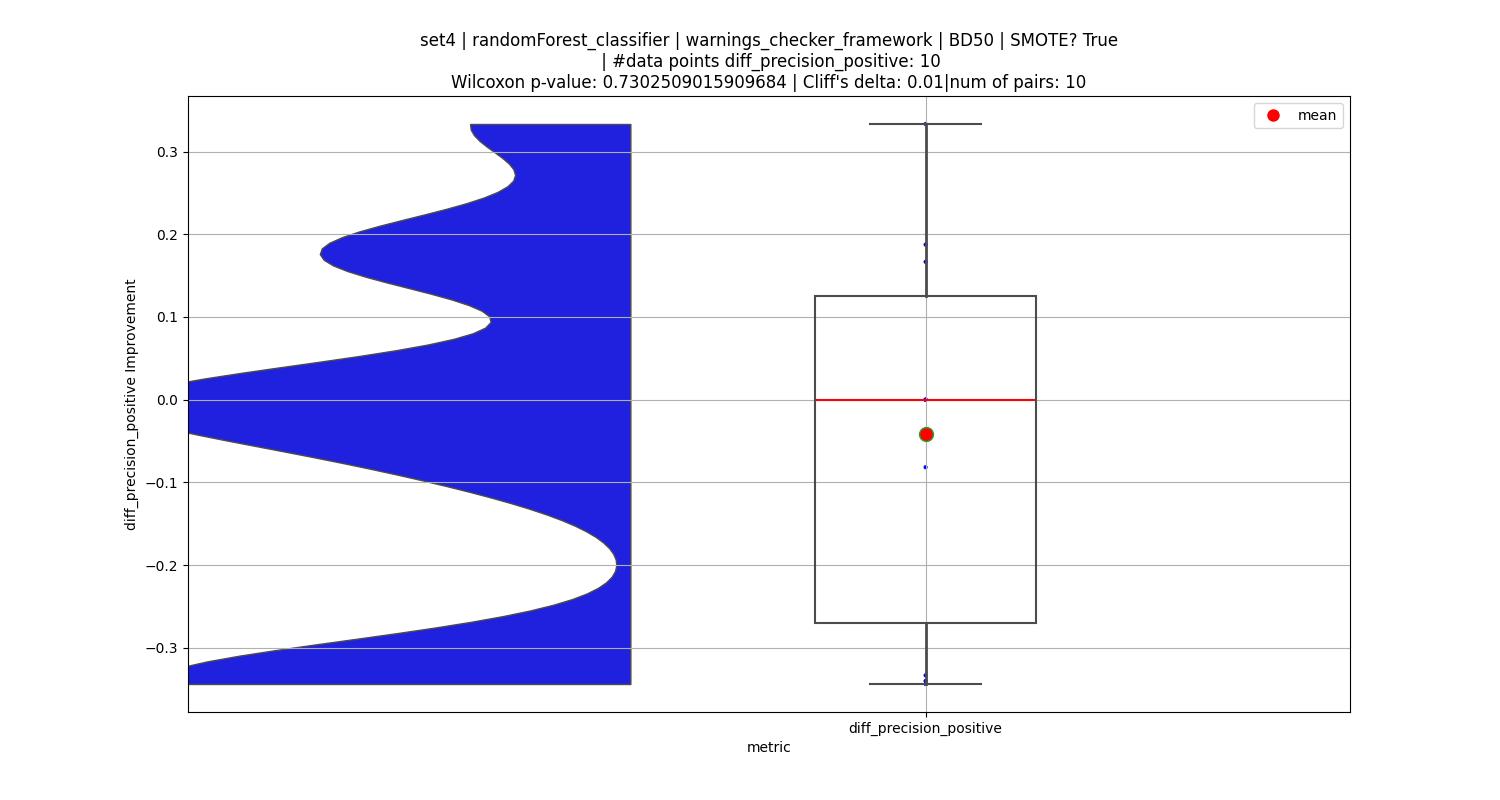 set4 | randomForest_classifier | warnings_checker_framework | BD50 | SMOTE? True
| #data points diff_precision_positive: 10
Wilcoxon p-value: 0.7302509015909684 | Cliff's delta: 0.01|num of pairs: 10
mean
0.3
0.2
0.1
0.0
−0.1
−0.2
−0.3
diff_precision_positive Improvement
diff_precision_positive
metric